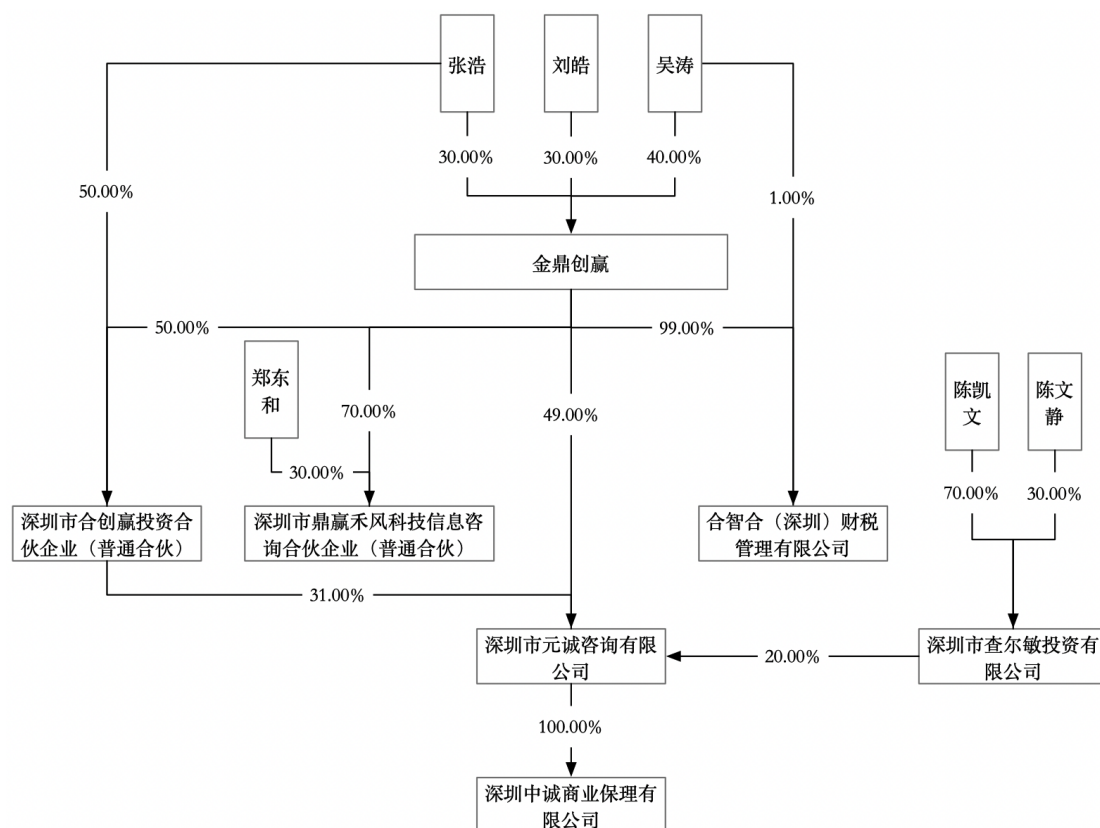 张浩
刘皓
吴涛
30.00%
30.00%
40.00%
50.00%
1.00%
金鼎创赢
50.00%
99.00%
郑东
和
70.00%
49.00%
陈凯
文
陈文
静
30.00%
70.00%
30.00%
深圳市合创赢投资合
伙企业（普通合伙）
深圳市鼎赢禾风科技信息咨
询合伙企业（普通合伙）
合智合（深圳）财税
管理有限公司
31.00%
深圳市元诚咨询有限
公司
20.00%
深圳市查尔敏投资有
限公司
100.00%
深圳中诚商业保理有
限公司